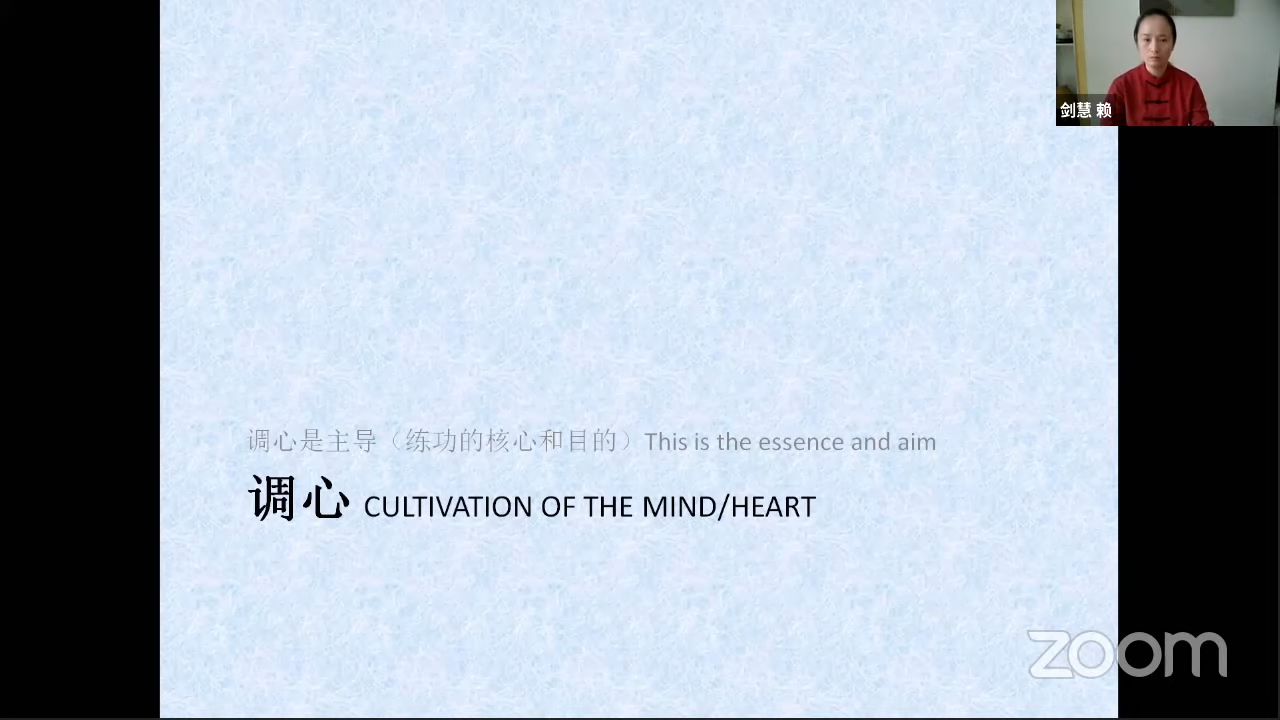 剑慧 赖
调心是主导（练功的核心和目的）This is the essence and aim
调心 CULTIVATION OF THE MIND/HEART
zoom